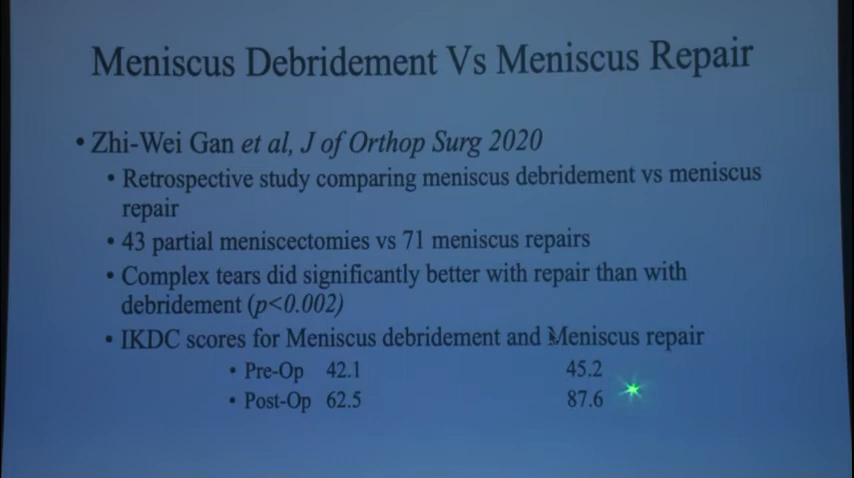 Meniscus Debridement Vs Meniscus Repair
• Zhi-Wei Gan et al, J of Orthop Surg 2020
• Retrospective study comparing meniscus debridement vs meniscus
repair
• 43 partial meniscectomies vs 71 meniscus repairs
• Complex tears did significantly better with repair than with
debridement (p<0.002)
• IKDC scores for Meniscus debridement and Meniscus repair
• Pre-Op 42.1 45.2
• Post-Op 62.5 87.6